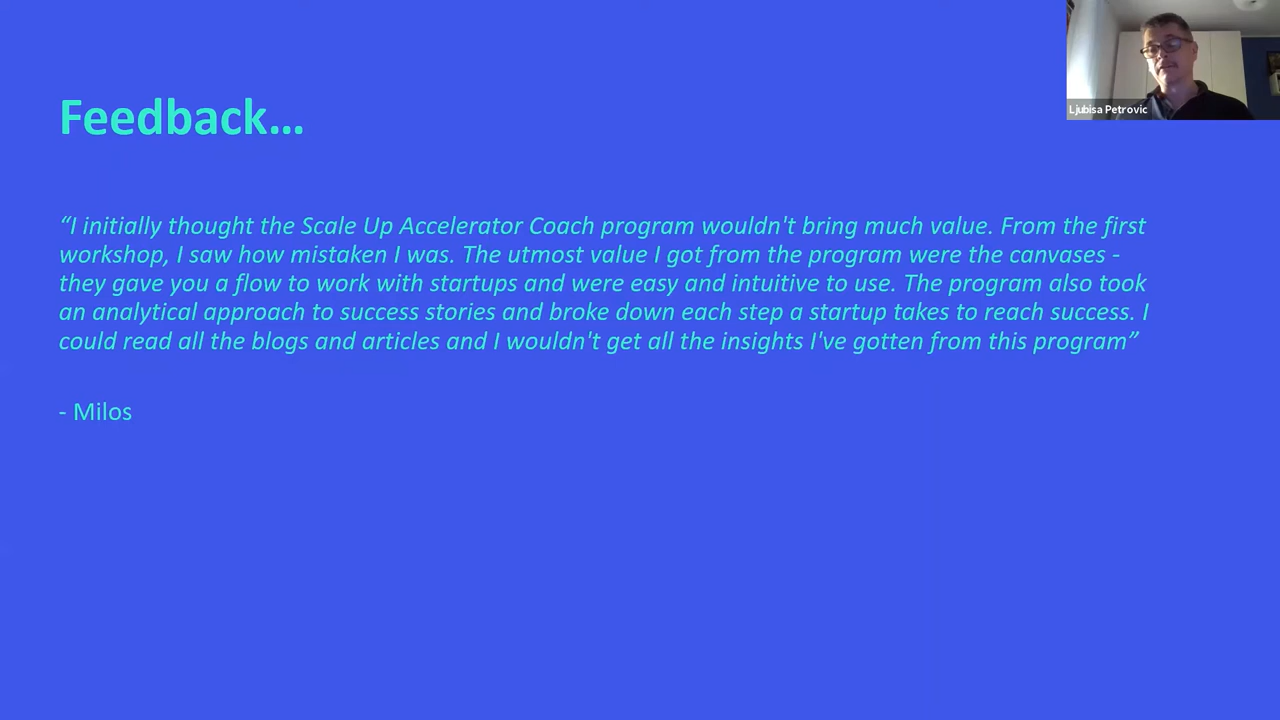 Ljubisa Petrovic
Feedback...
“I initially thought the Scale Up Accelerator Coach program wouldn't bring much value. From the first
workshop, I saw how mistaken I was. The utmost value I got from the program were the canvases -
they gave you a flow to work with startups and were easy and intuitive to use. The program also took
an analytical approach to success stories and broke down each step a startup takes to reach success. I
could read all the blogs and articles and I wouldn't get all the insights I've gotten from this program”
- Milos